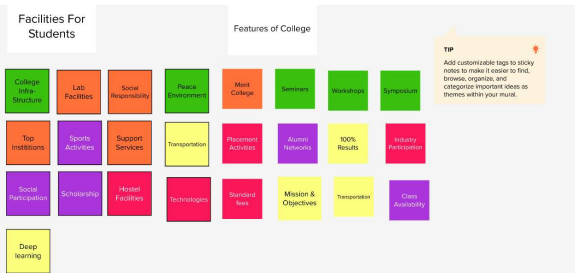 Facilities For
Students
Features of College
TIP
Add customizable tags to sticky
notes to make it easier to find,
browse, organize, and
categorize important ideas as
themes within your mural.
College
Infra-
Structure
Lab
Facilities
Social
Responsibility
Peace
Environment
Merit
College
Seminars
Workshops
Symposium
Top
Instititions
Sports
Activities
Support
Services
Transportation
Placement
Activities
Alumni
Networks
100%
Results
Industry
Participation
Social
Participation
Scholarship
Hostel
Facilities
Technologies
Standard
fees
Mission &
Objectives
Transportation
Class
Availability
Deep
learning